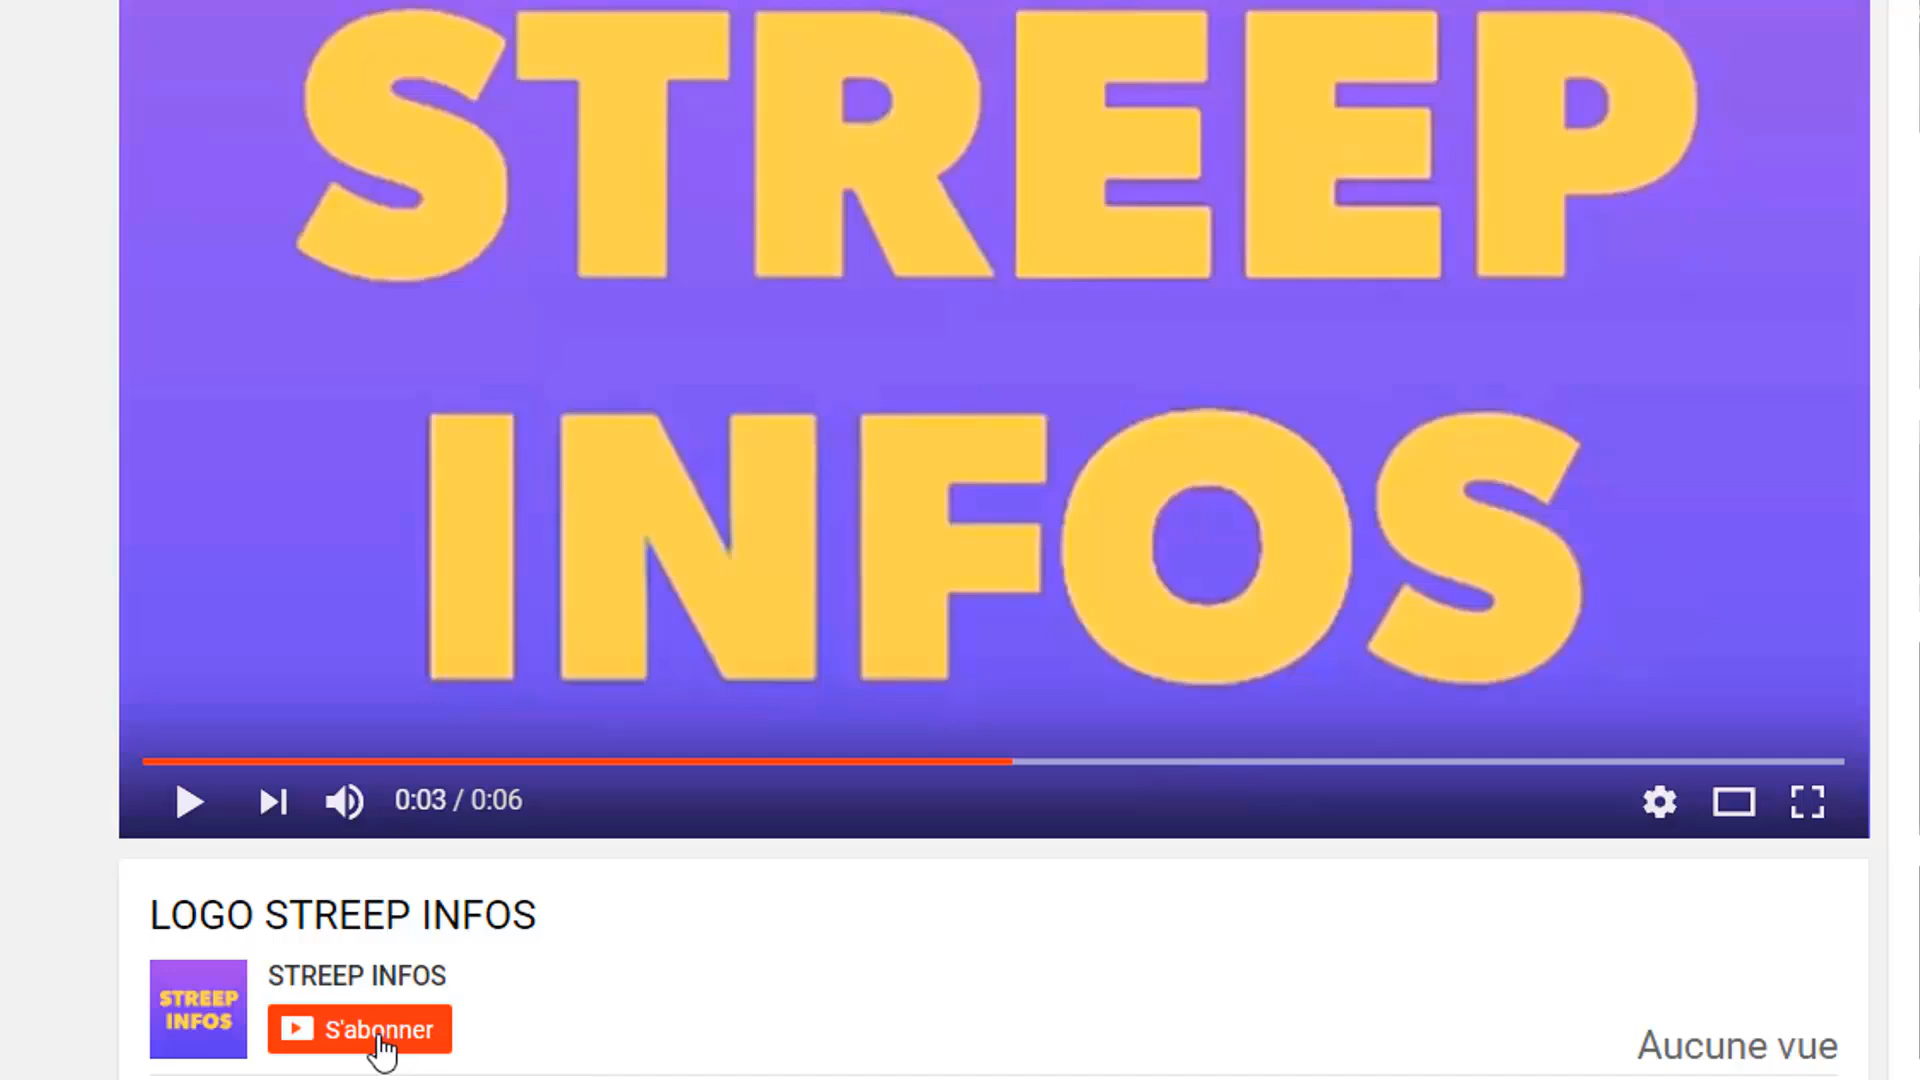 STREEP
INFOS
0:03 / 0:06
LOGO STREEP INFOS
STREEP INFOS
STREEP
INFOS
S'abonner
Aucune vue